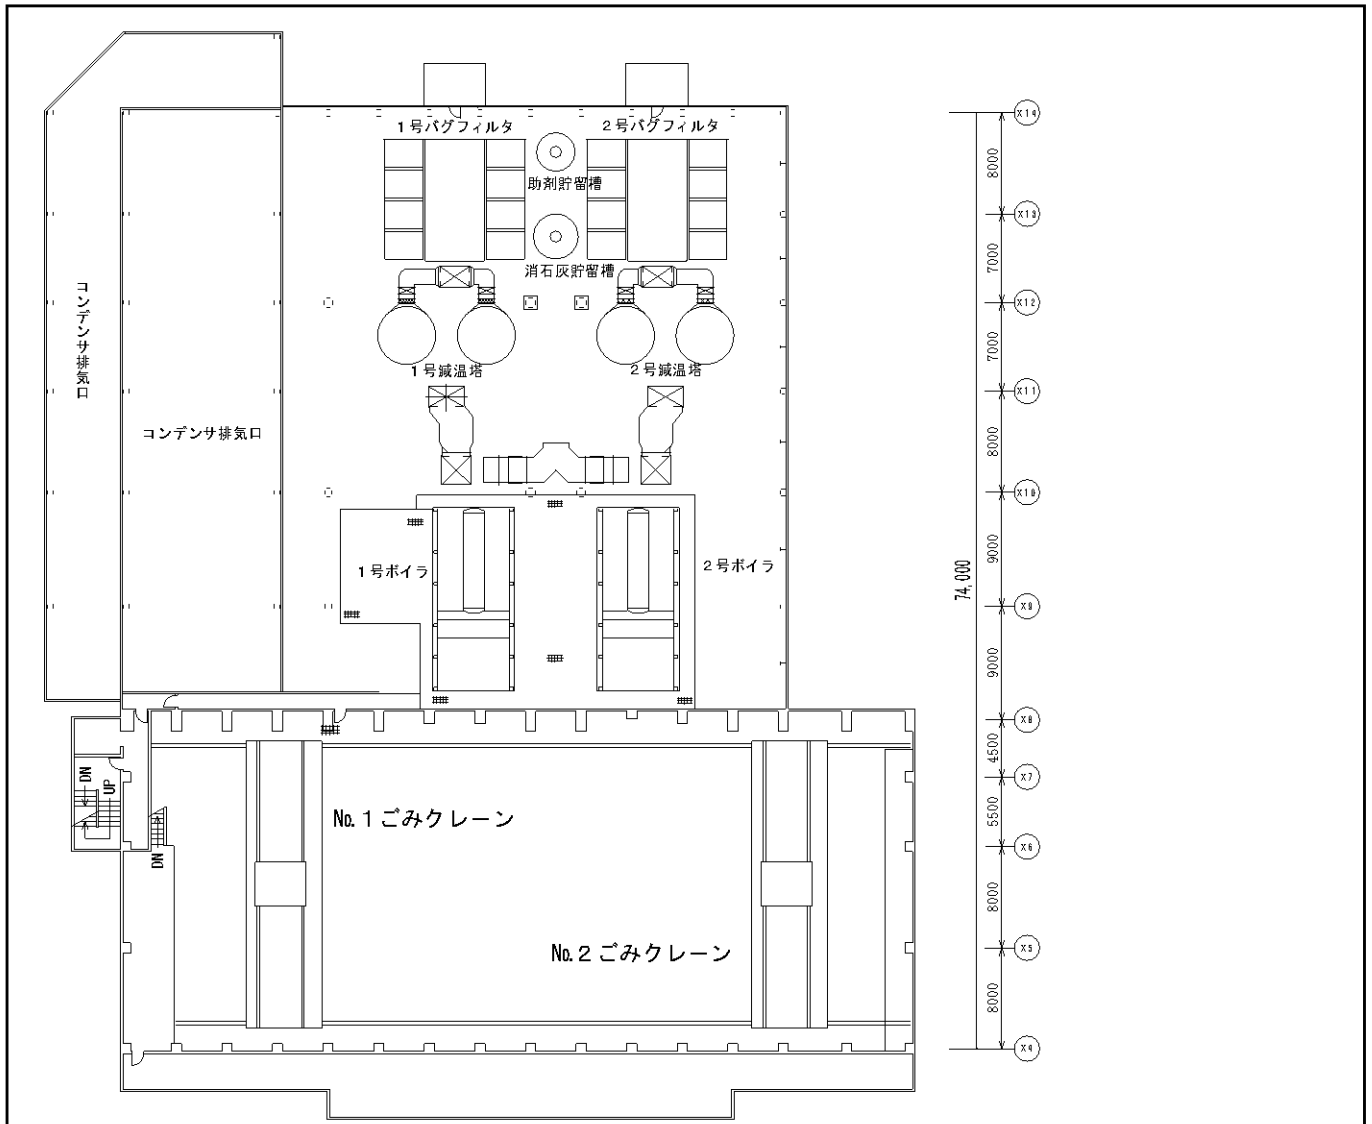 1号バグフィルタ
2号バグフィルタ
助剤貯留槽
消石灰貯留槽
1号減温塔
2号減温塔
コンデンサ排気口
コンデンサ排気口
1号ボイラ
2号ボイラ
DN
UP
DN
No.1ごみクレーン
No.2ごみクレーン
74,000
X14
8000
X13
7000
X12
7000
X11
8000
X10
9000
X9
9000
X8
4500
X7
5500
X6
8000
X5
8000
X4